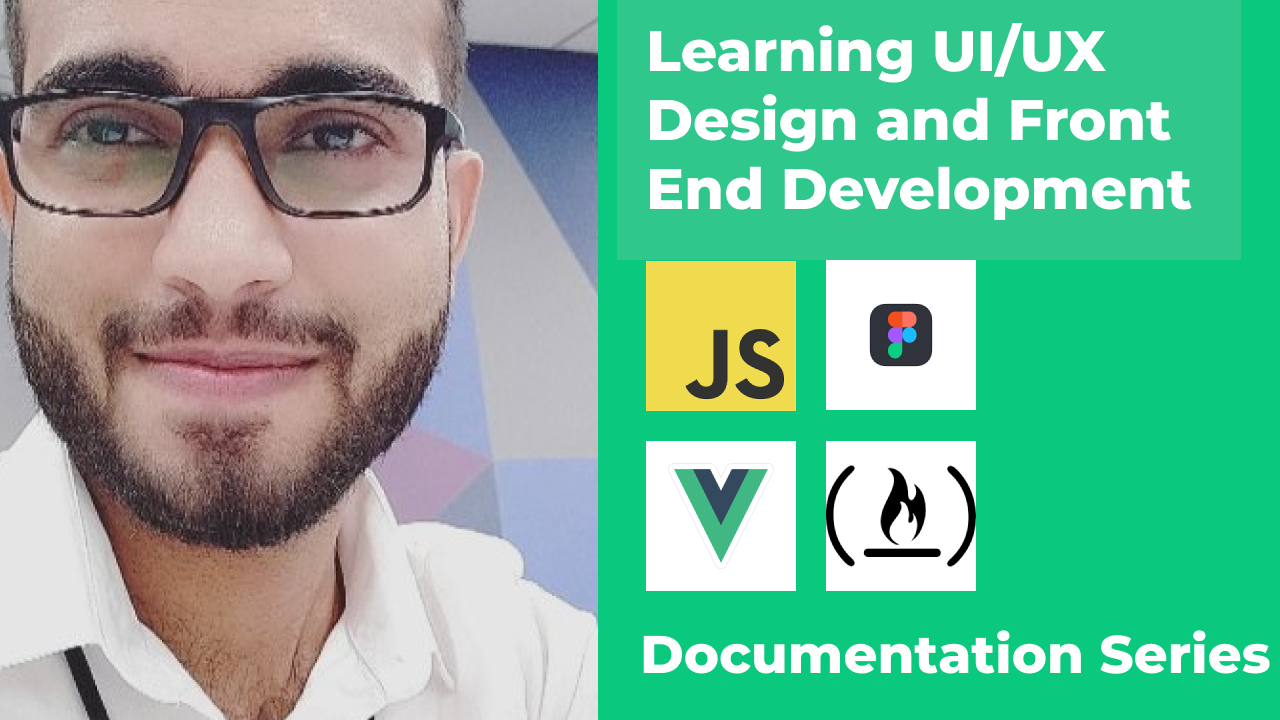 Learning UI/UX
Design and Front
End Development
JS
Documentation Series